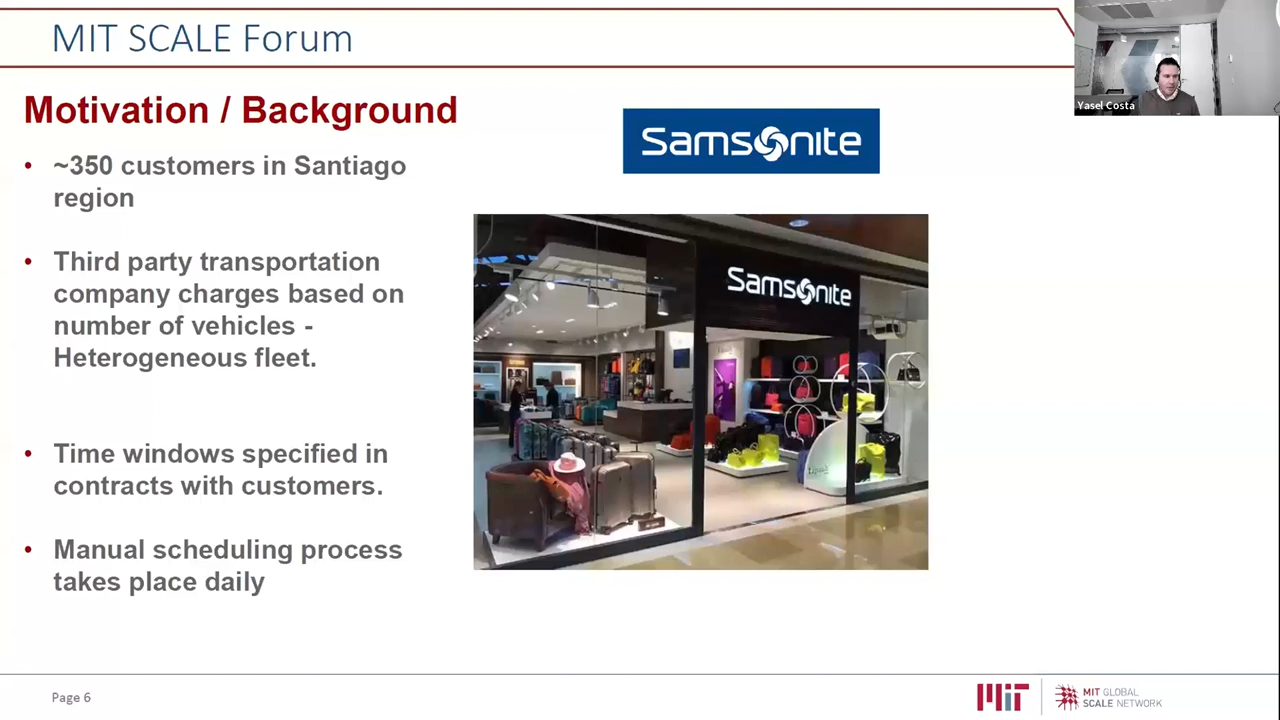 MIT SCALE Forum
Yasel Costa
Motivation / Background
Samsonite
• ~350 customers in Santiago
region
• Third party transportation
company charges based on
number of vehicles -
Heterogeneous fleet.
• Time windows specified in
contracts with customers.
• Manual scheduling process
takes place daily
Samsonite
Page 6
MIT
MIT GLOBAL
SCALE NETWORK